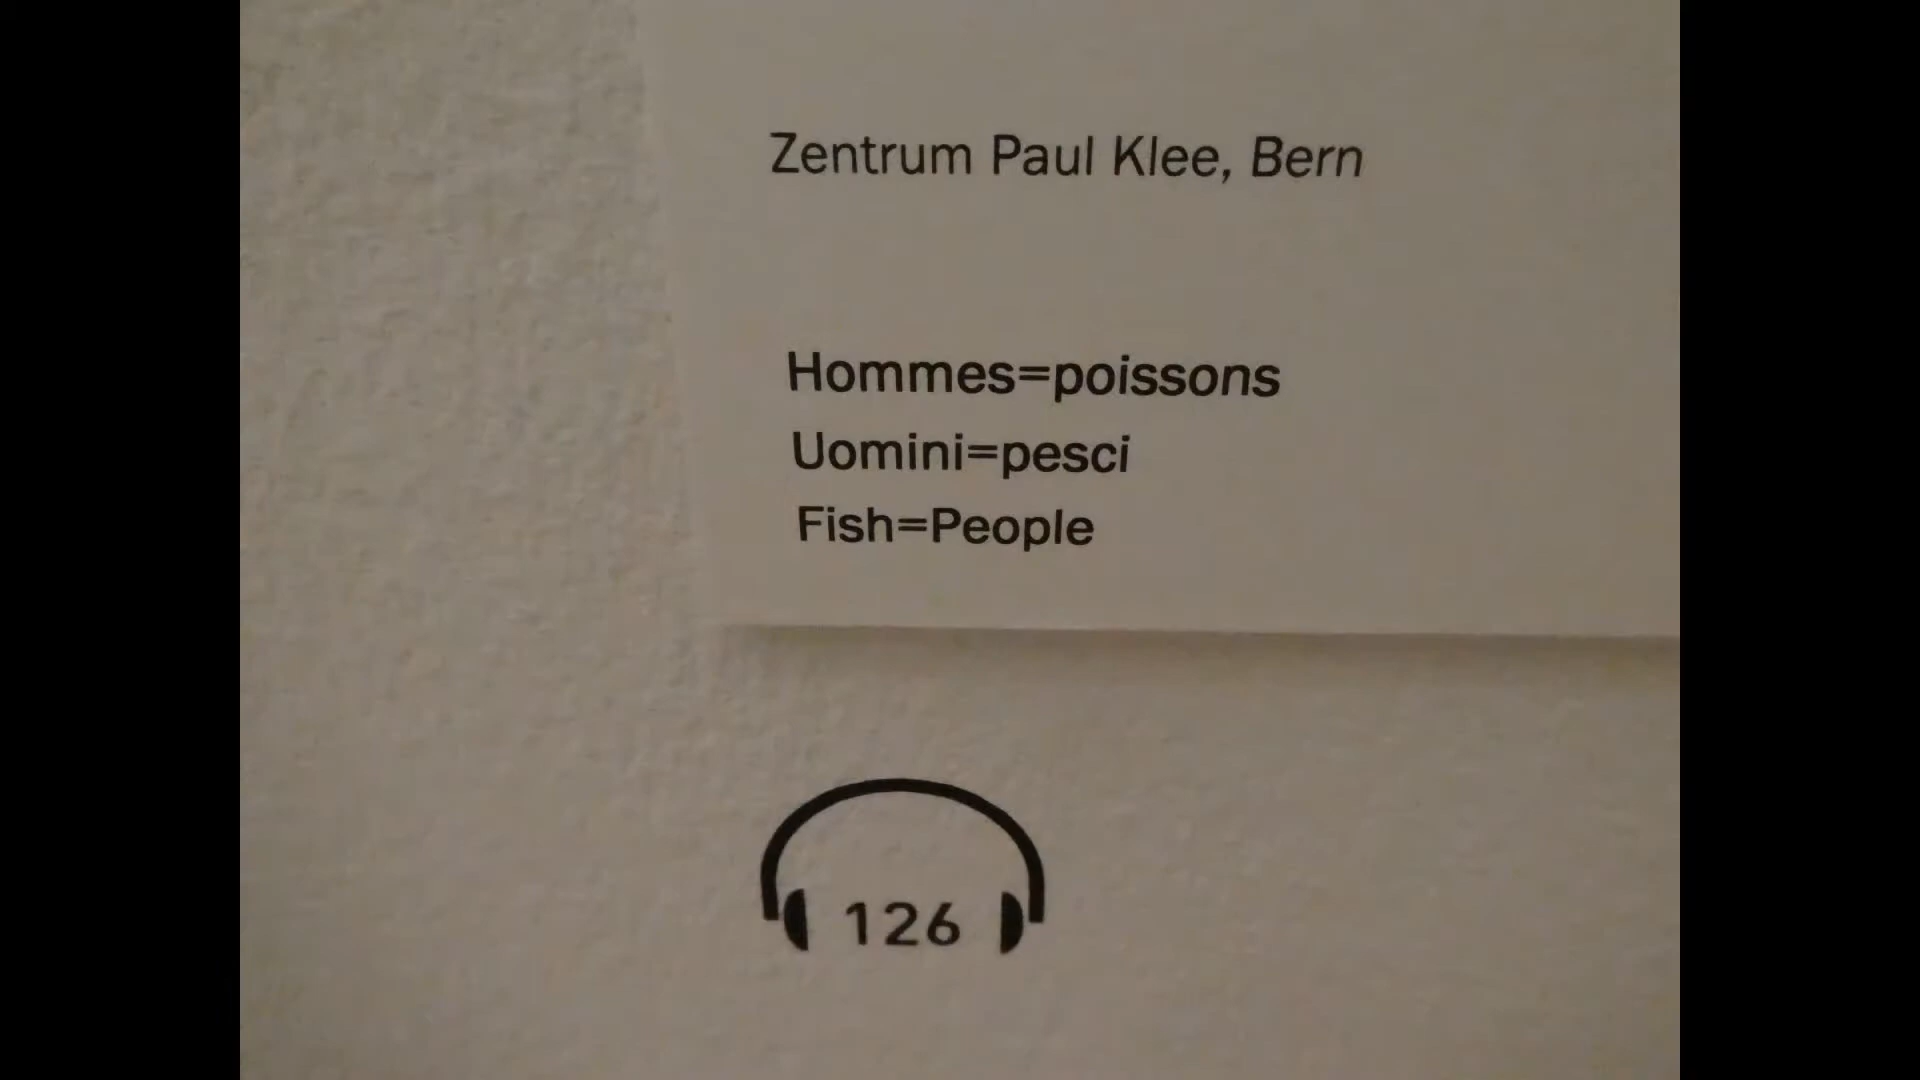 Zentrum Paul Klee, Bern
Hommes=poissons
Uomini=pesci
Fish=People
126